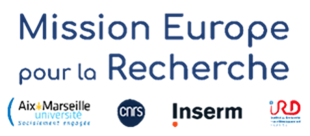 Mission Europe
pour la Recherche
Aix Marseille
université
Socialement engagée
cnrs
Inserm
IRD